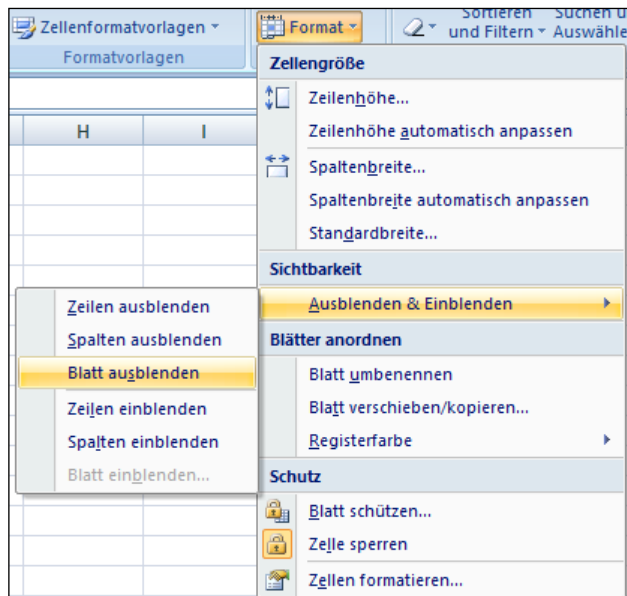 Zellenformatvorlagen
Format
Sortieren Suchen u
und Filtern Auswähle
Formatvorlagen
Zellengröße
Zeilenhöhe...
Zeilenhöhe automatisch anpassen
Spaltenbreite...
Spaltenbreite automatisch anpassen
Standardbreite...
Sichtbarkeit
Ausblenden & Einblenden
Blätter anordnen
Blatt umbenennen
Blatt verschieben/kopieren...
Registerfarbe
Schutz
Blatt schützen...
Zelle sperren
Zellen formatieren...
H I
Zeilen ausblenden
Spalten ausblenden
Blatt ausblenden
Zeilen einblenden
Spalten einblenden
Blatt einblenden...